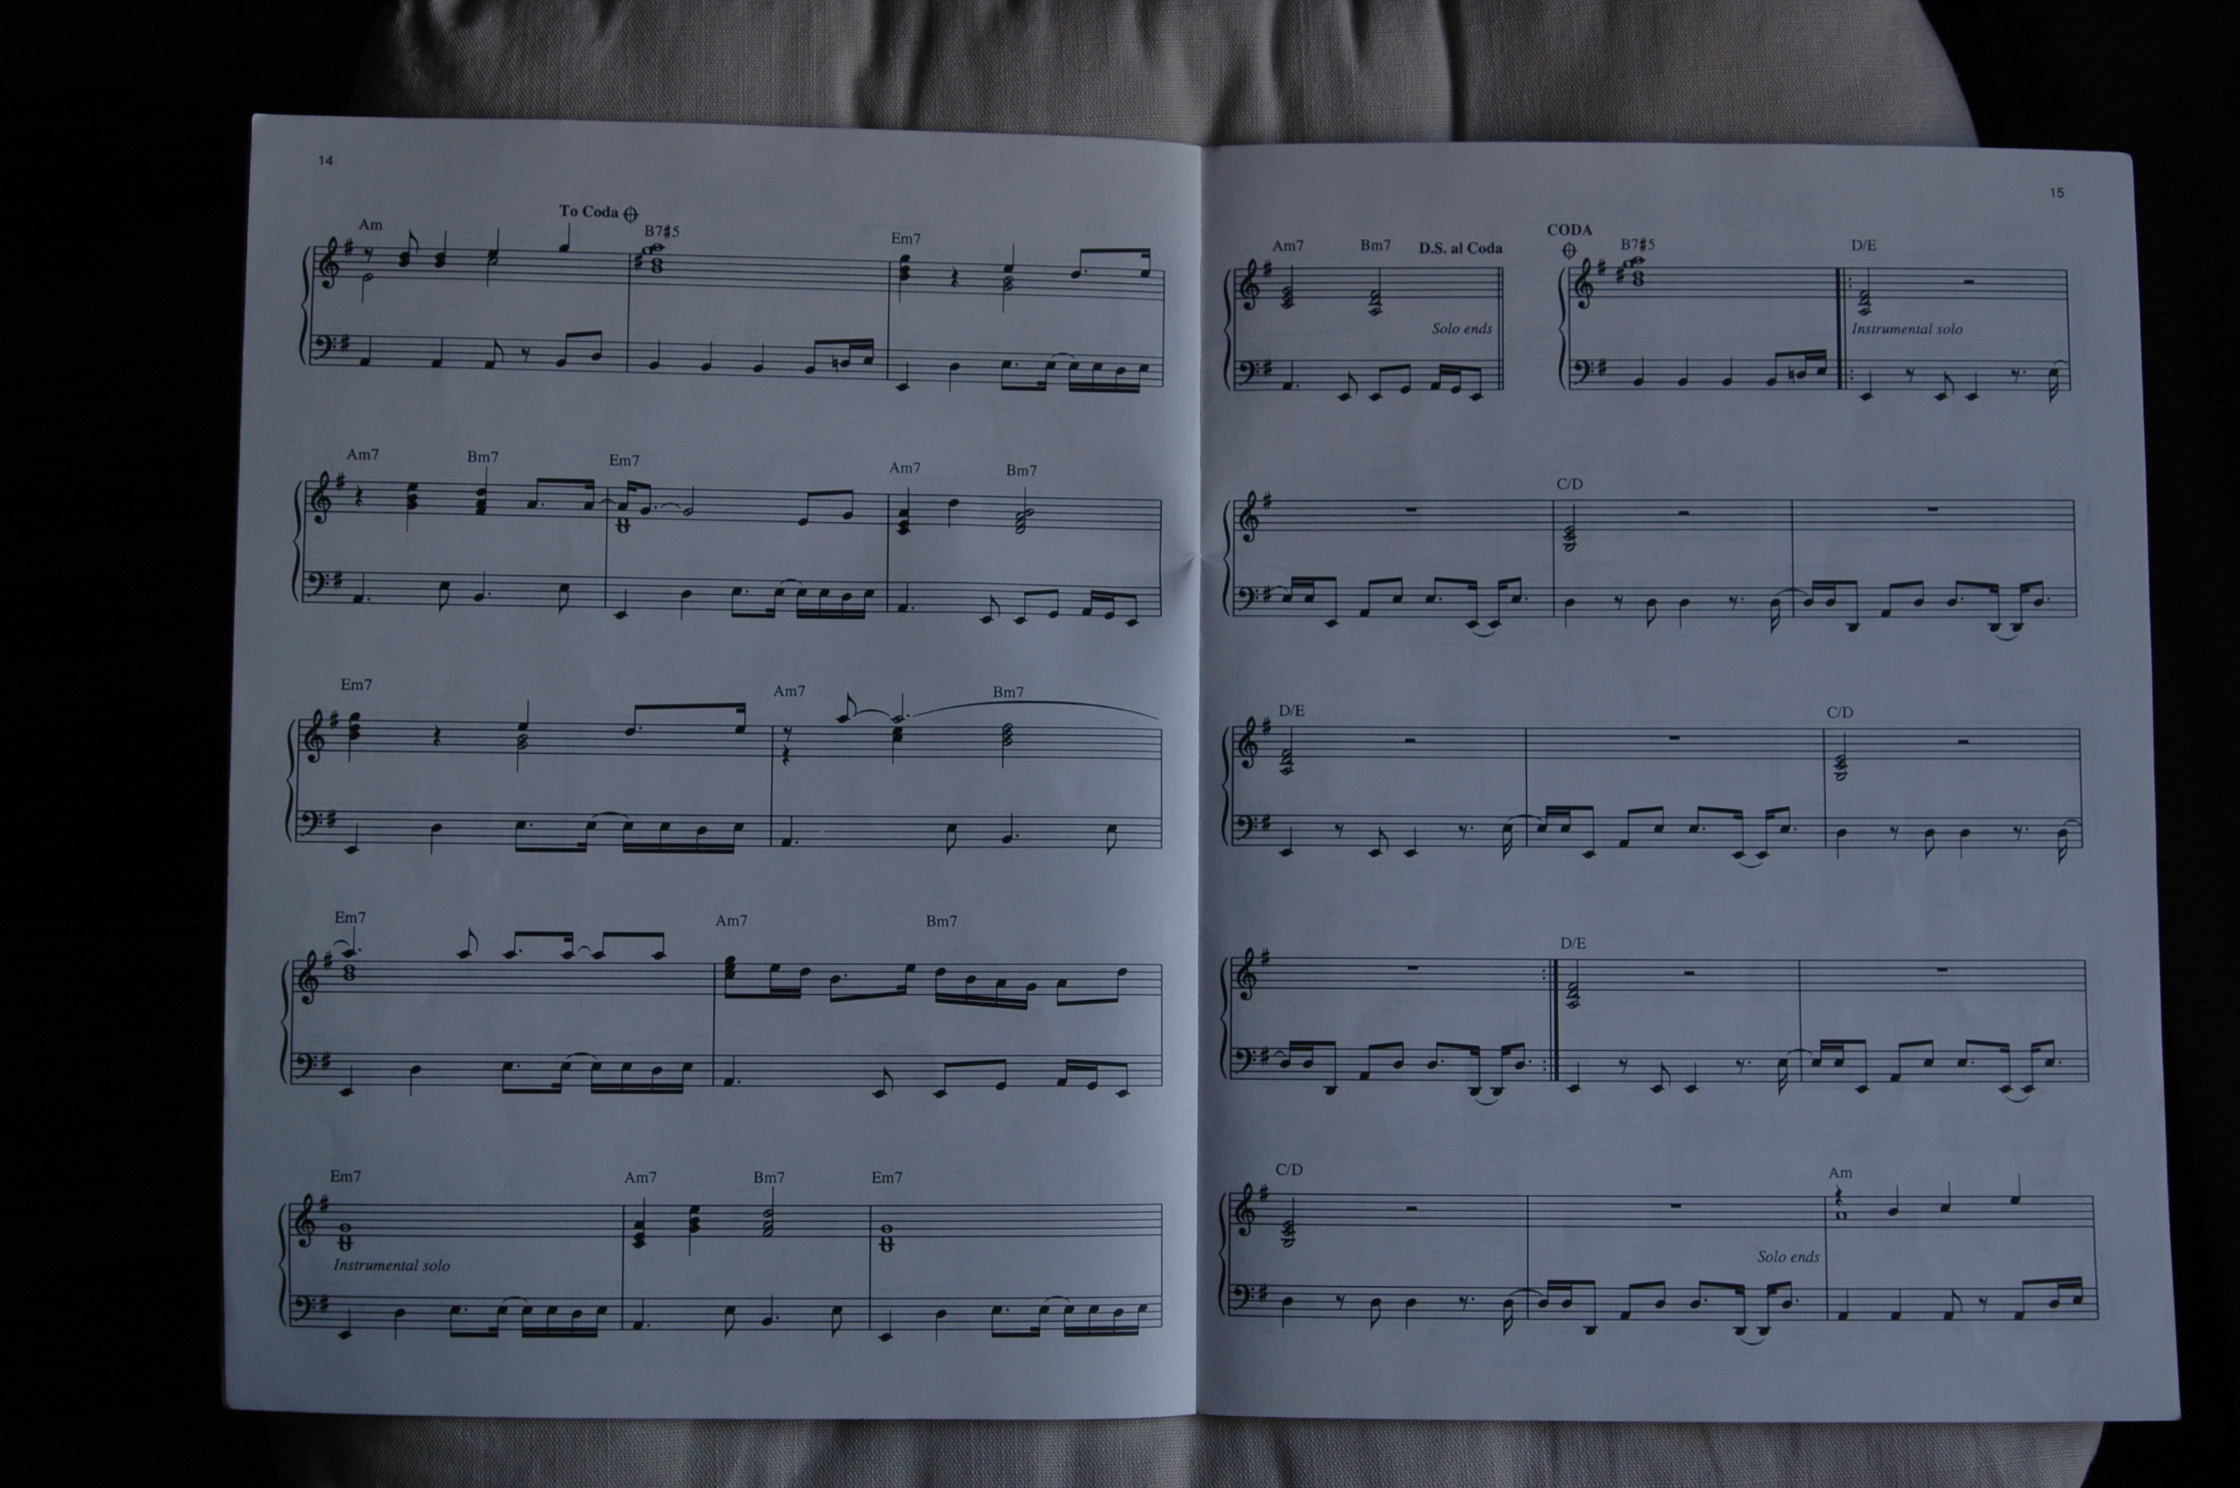 14
To Coda
Am B7#5 Em7
Am7 Bm7 Em7 Am7 Bm7
Em7 Am7 Bm7
Em7 Am7 Bm7
Em7 Am7 Bm7 Em7
Instrumental solo
15
CODA
Am7 Bm7 D.S. al Coda B7#5 D/E
Solo ends Instrumental solo
C/D
D/E C/D
D/E
C/D Am
Solo ends